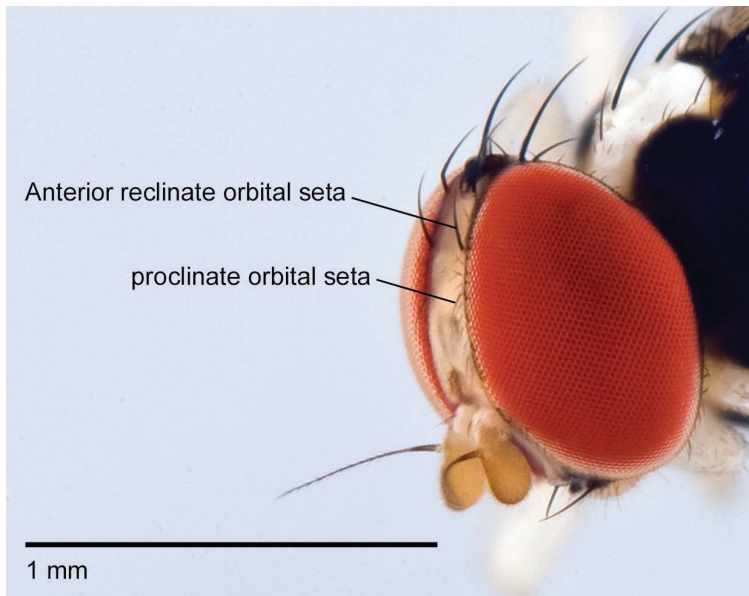 Anterior reclinate orbital seta
proclinate orbital seta
1 mm